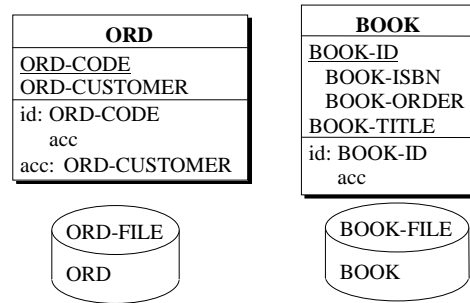 ORD
ORD-CODE
ORD-CUSTOMER
id: ORD-CODE
acc
acc: ORD-CUSTOMER
ORD-FILE
ORD
BOOK
BOOK-ID
BOOK-ISBN
BOOK-ORDER
BOOK-TITLE
id: BOOK-ID
acc
BOOK-FILE
BOOK